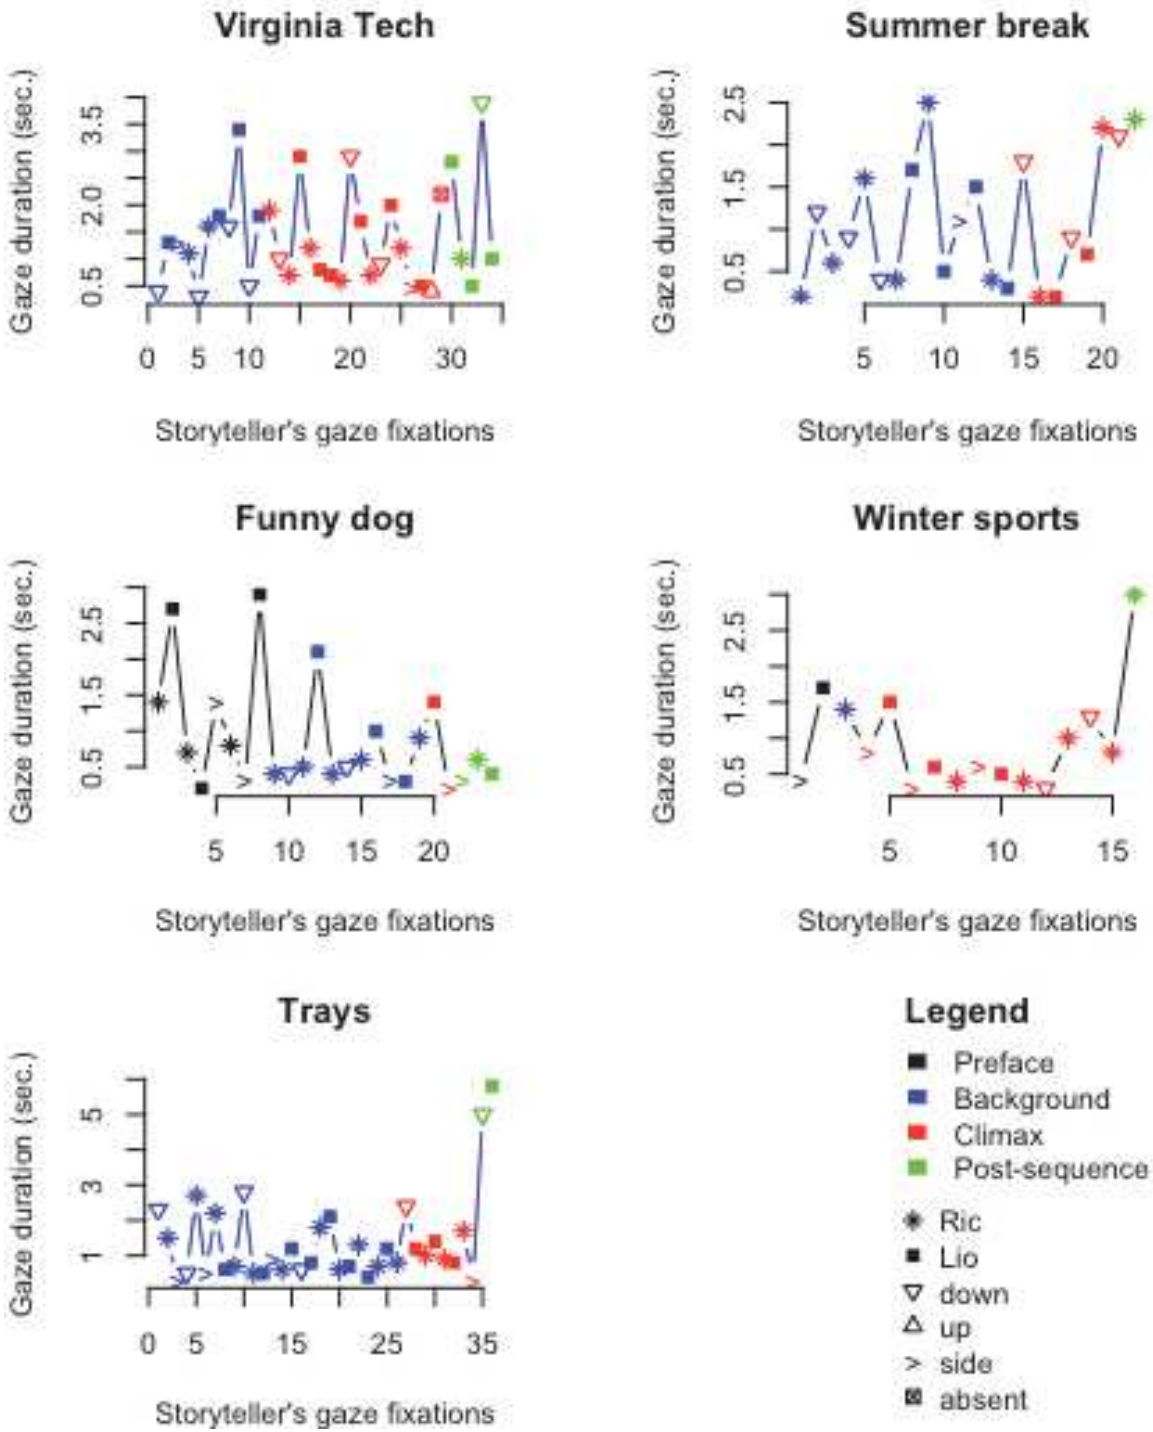 Virginia Tech
Gaze duration (sec.)
3.5
2.0
0.5
0 5 10 20 30
Storyteller's gaze fixations
Summer break
Gaze duration (sec.)
2.5
1.5
0.5
5 10 15 20
Storyteller's gaze fixations
Funny dog
Gaze duration (sec.)
2.5
1.5
0.5
5 10 15 20
Storyteller's gaze fixations
Winter sports
Gaze duration (sec.)
2.5
1.5
0.5
5 10 15
Storyteller's gaze fixations
Trays
Gaze duration (sec.)
5
3
1
0 5 15 25 35
Storyteller's gaze fixations
Legend
Preface
Background
Climax
Post-sequence
Ric
Lio
down
up
side
absent